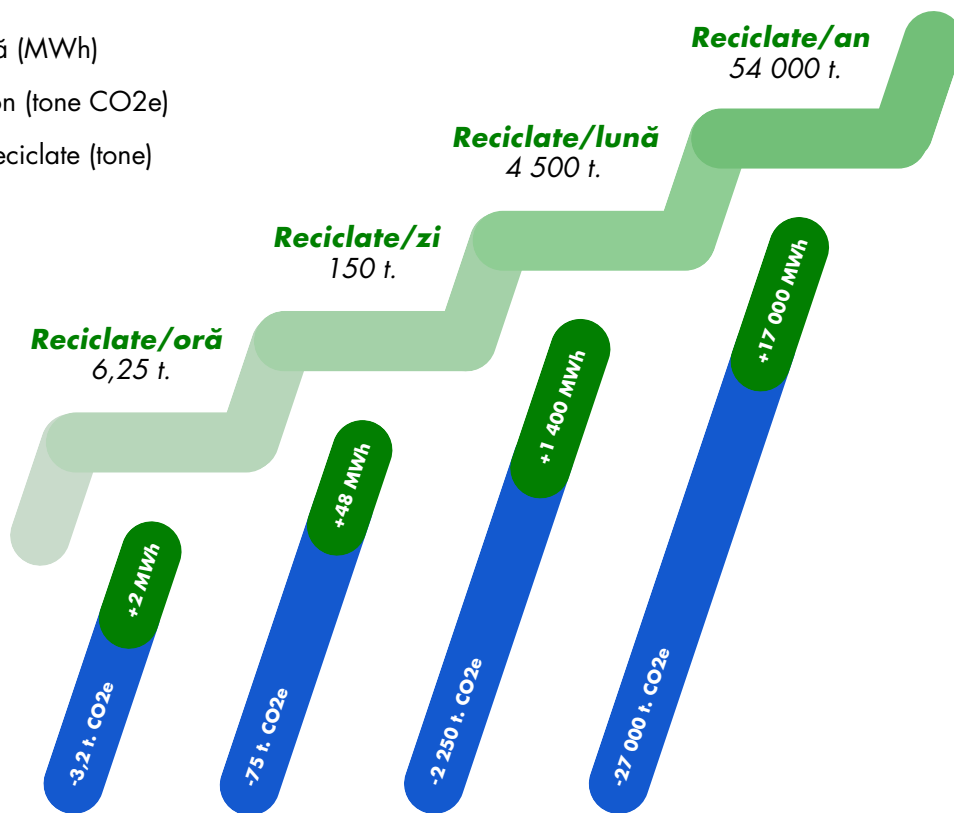 (MWh)
(tone CO2e)
(tone)
Reciclate/an
54 000 t.
Reciclate/lună
4 500 t.
Reciclate/zi
150 t.
Reciclate/oră
6,25 t.
+17 000 MWh
+1 400 MWh
+48 MWh
+2 MWh
-3,2 t. CO2e
-75 t. CO2e
-2 250 t. CO2e
-27 000 t. CO2e